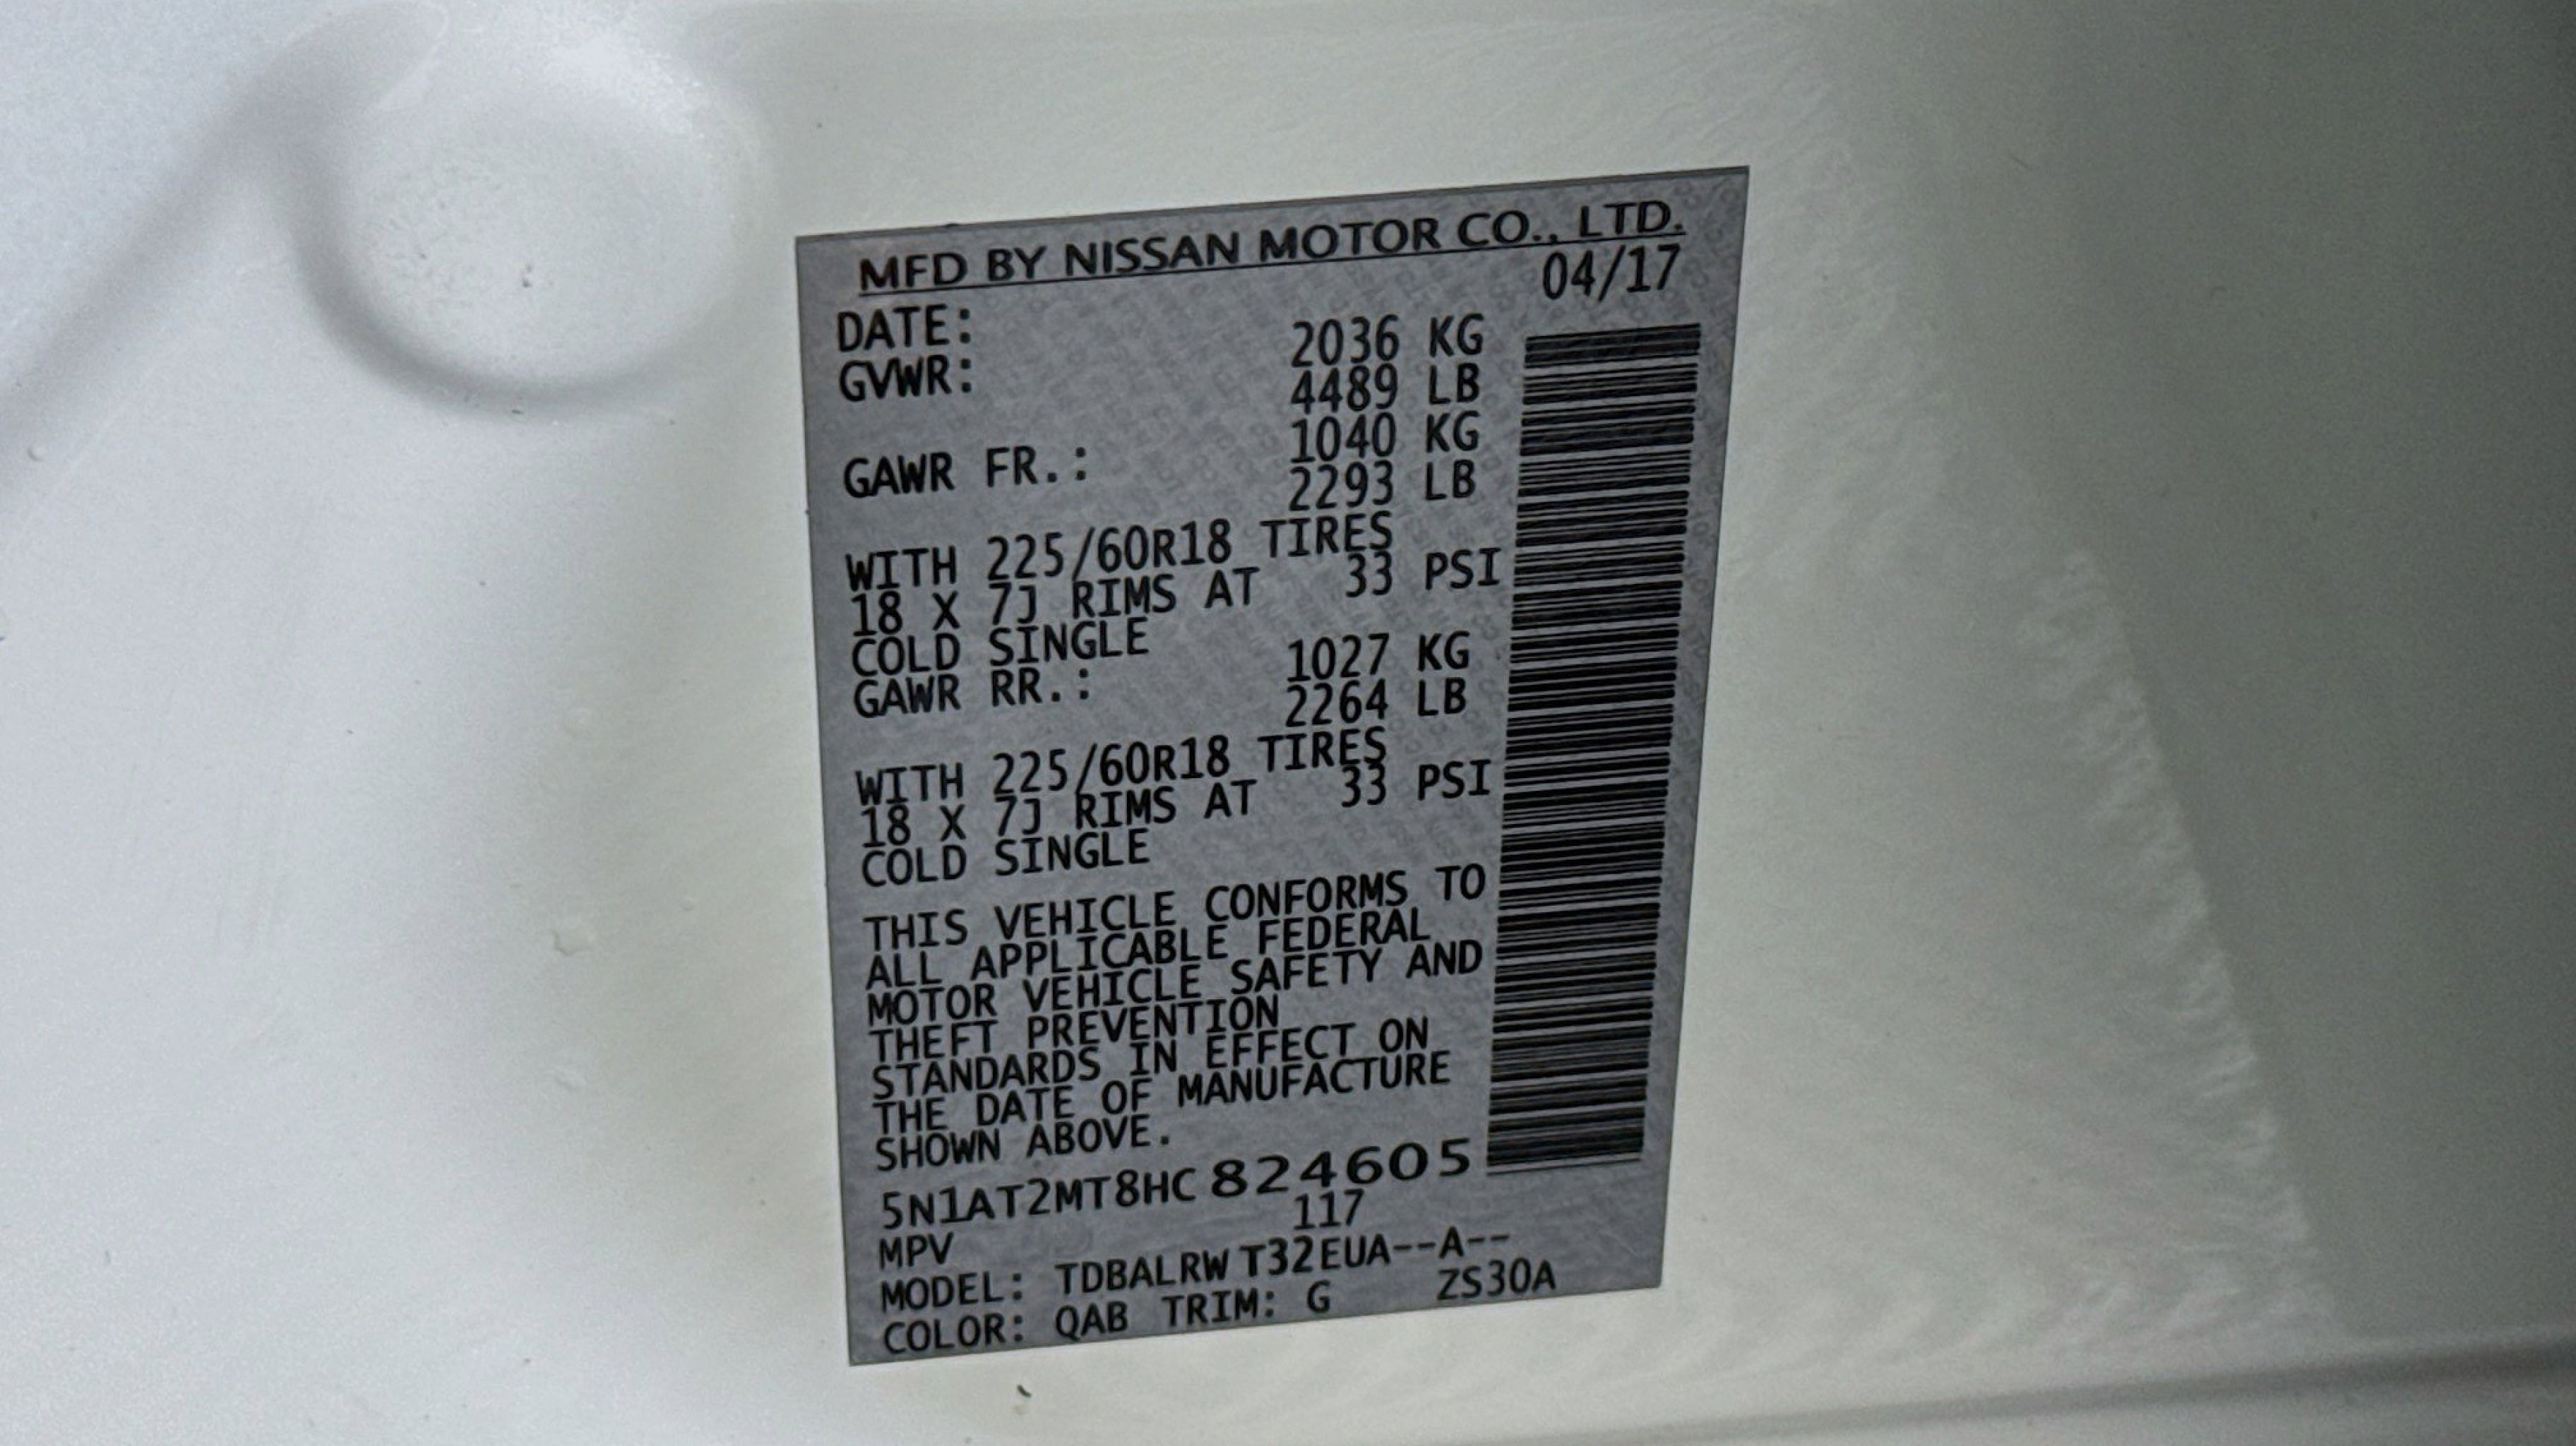 MFD BY NISSAN MOTOR CO., LTD.
DATE: 04/17
GVWR: 2036 KG
4489 LB
GAWR FR.: 1040 KG
2293 LB
WITH 225/60R18 TIRES
18 X 7J RIMS AT 33 PSI
COLD SINGLE
GAWR RR.: 1027 KG
2264 LB
WITH 225/60R18 TIRES
18 X 7J RIMS AT 33 PSI
COLD SINGLE
THIS VEHICLE CONFORMS TO
ALL APPLICABLE FEDERAL
MOTOR VEHICLE SAFETY AND
THEFT PREVENTION
STANDARDS IN EFFECT ON
THE DATE OF MANUFACTURE
SHOWN ABOVE.
5N1AT2MT8HC824605
MPV 117
MODEL: TDBALRW T32EUA--A--
COLOR: QAB TRIM: G ZS30A